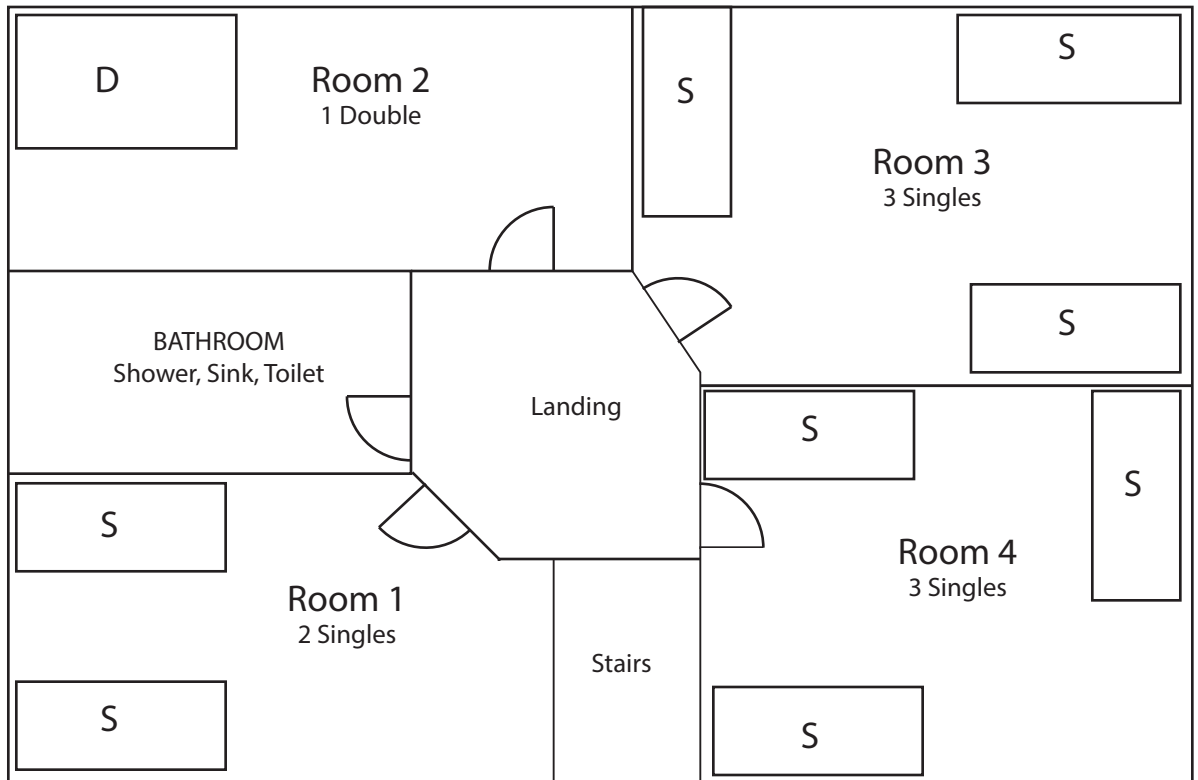 D
Room 2
1 Double
S
S
Room 3
3 Singles
S
BATHROOM
Shower, Sink, Toilet
Landing
S
S
Room 4
3 Singles
S
S
Room 1
2 Singles
S
Stairs